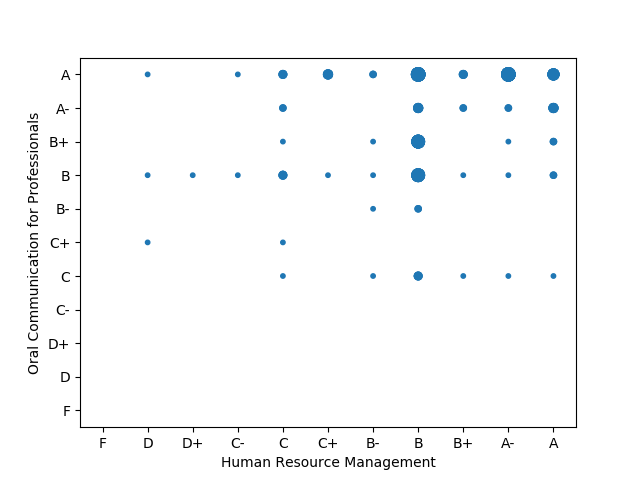 A
A-
B+
B
B-
C+
C
C-
D+
D
F
Oral Communication for Professionals
F D D+ C- C C+ B- B B+ A- A
Human Resource Management